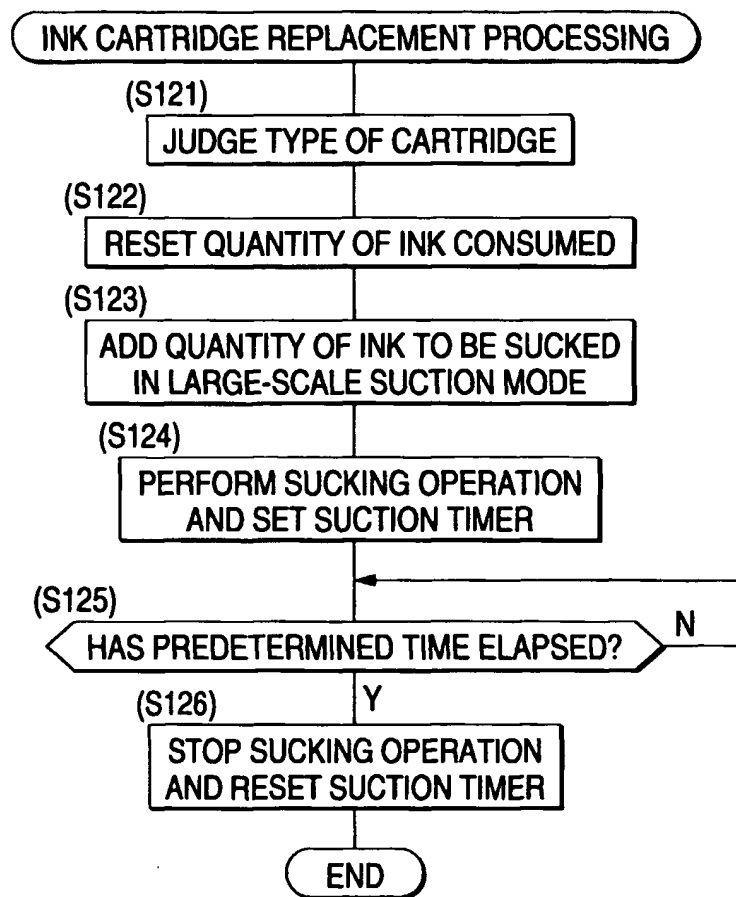 INK CARTRIDGE REPLACEMENT PROCESSING
(S121)
JUDGE TYPE OF CARTRIDGE
(S122)
RESET QUANTITY OF INK CONSUMED
(S123)
ADD QUANTITY OF INK TO BE SUCKED
IN LARGE-SCALE SUCTION MODE
(S124)
PERFORM SUCKING OPERATION
AND SET SUCTION TIMER
(S125)
HAS PREDETERMINED TIME ELAPSED?
N
Y
(S126)
STOP SUCKING OPERATION
AND RESET SUCTION TIMER
END